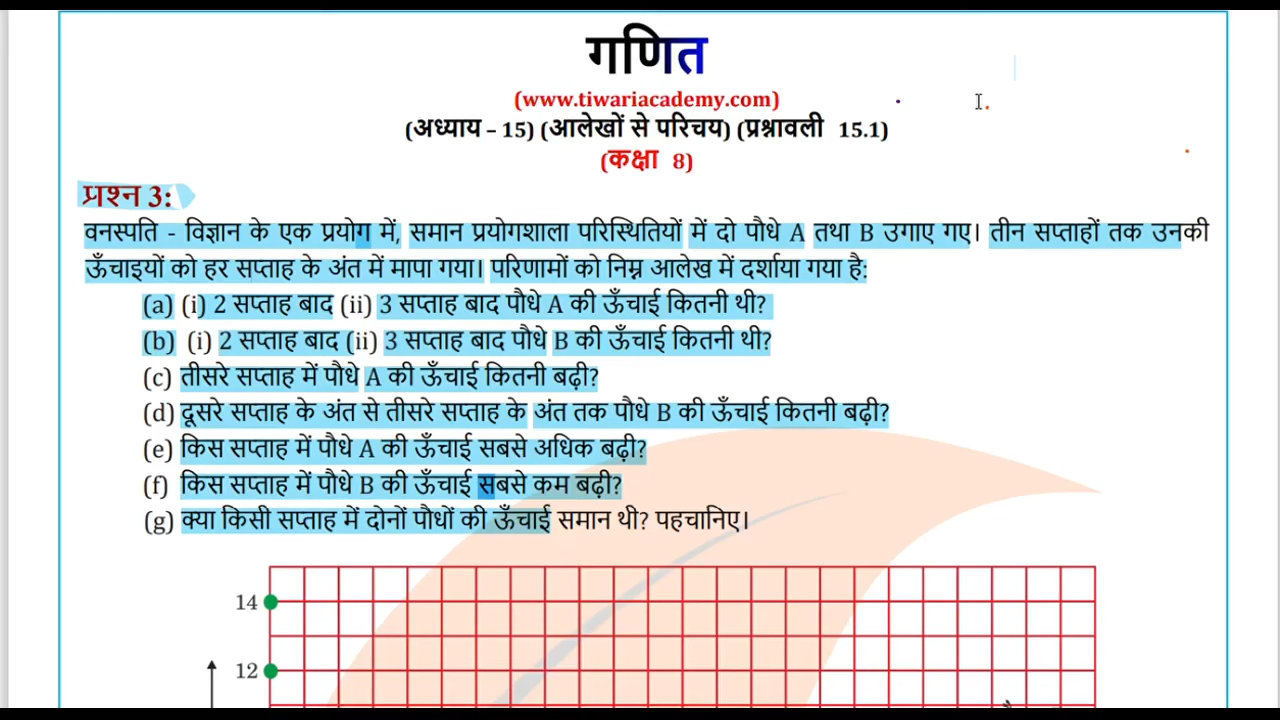 गणित
(www.tiwariacademy.com)
(अध्याय – 15) (आलेखों से परिचय) (प्रश्नावली 15.1)
(कक्षा 8)
प्रश्न 3:
वनस्पति - विज्ञान के एक प्रयोग में, समान प्रयोगशाला परिस्थितियों में दो पौधे A तथा B उगाए गए। तीन सप्ताहों तक उनकी
ऊँचाइयों को हर सप्ताह के अंत में मापा गया। परिणामों को निम्न आलेख में दर्शाया गया है:
(a) (i) 2 सप्ताह बाद (ii) 3 सप्ताह बाद पौधे A की ऊँचाई कितनी थी?
(b) (i) 2 सप्ताह बाद (ii) 3 सप्ताह बाद पौधे B की ऊँचाई कितनी थी?
(c) तीसरे सप्ताह में पौधे A की ऊँचाई कितनी बढ़ी?
(d) दूसरे सप्ताह के अंत से तीसरे सप्ताह के अंत तक पौधे B की ऊँचाई कितनी बढ़ी?
(e) किस सप्ताह में पौधे A की ऊँचाई सबसे अधिक बढ़ी?
(f) किस सप्ताह में पौधे B की ऊँचाई सबसे कम बढ़ी?
(g) क्या किसी सप्ताह में दोनों पौधों की ऊँचाई समान थी? पहचानिए।
14
12